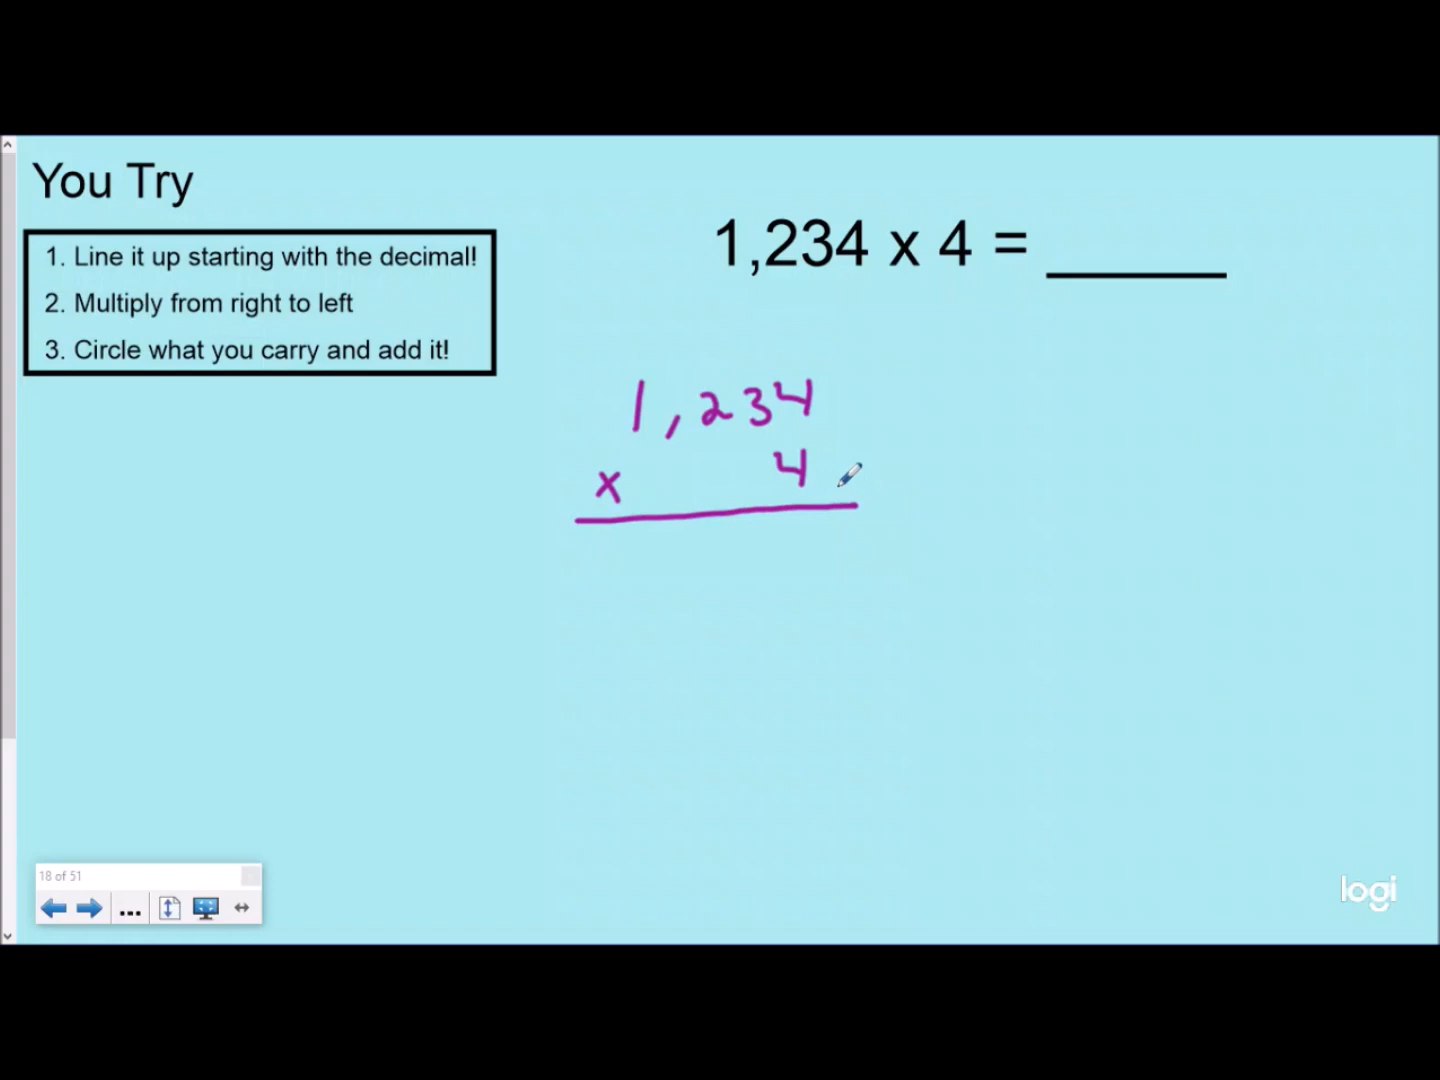 You Try
1. Line it up starting with the decimal!
2. Multiply from right to left
3. Circle what you carry and add it!
1,234 x 4 = ______
1,234
x 4
18 of 51
...
logi